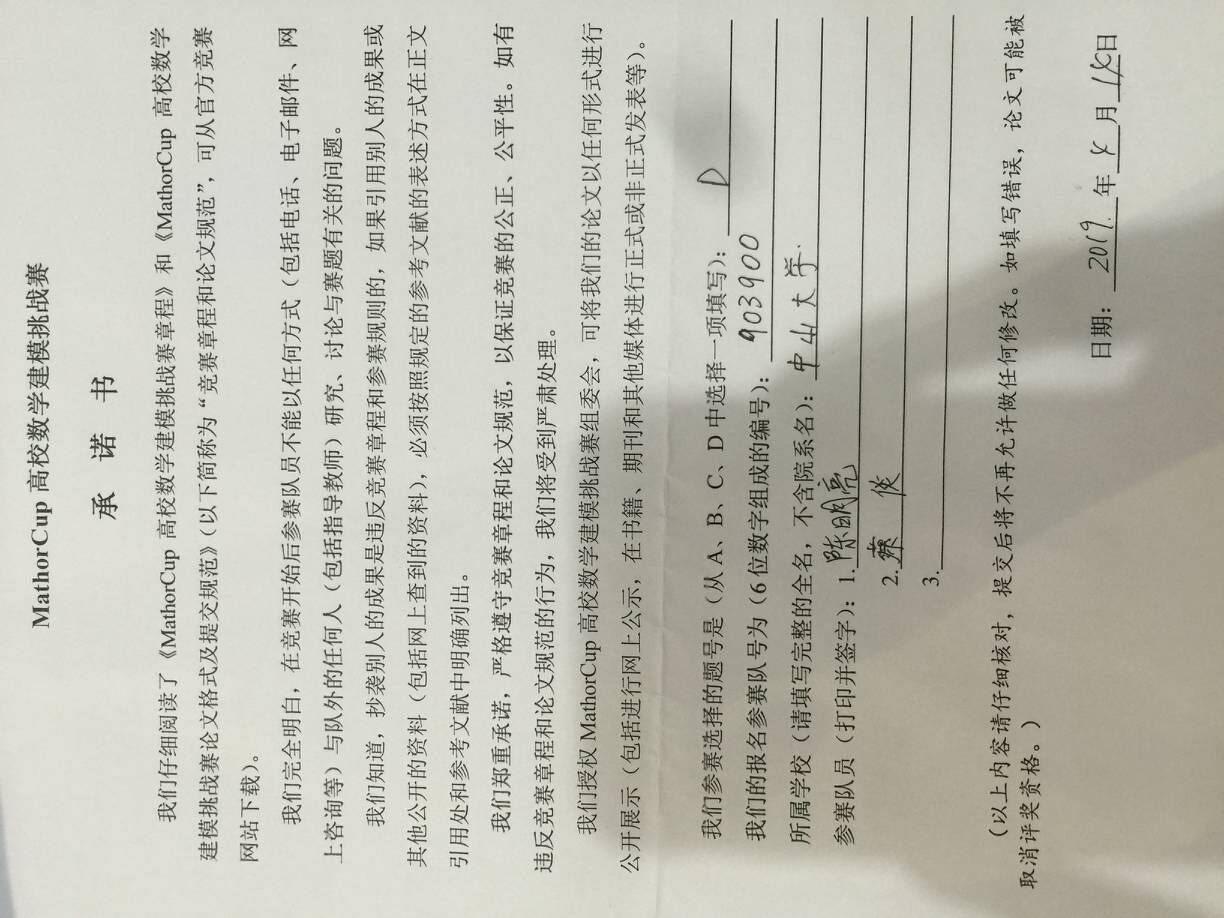 MathorCup 高校数学建模挑战赛
承 诺 书
我们仔细阅读了《MathorCup 高校数学建模挑战赛章程》和《MathorCup 高校数学
建模挑战赛论文格式及提交规范》（以下简称为“竞赛章程和论文规范”，可从官方竞赛
网站下载）。
我们完全明白，在竞赛开始后参赛队员不能以任何方式（包括电话、电子邮件、网
上咨询等）与队外的任何人（包括指导教师）研究、讨论与赛题有关的问题。
我们知道，抄袭别人的成果是违反竞赛章程和参赛规则的，如果引用别人的成果或
其他公开的资料（包括网上查到的资料），必须按照规定的参考文献的表述方式在正文
引用处和参考文献中明确列出。
我们郑重承诺，严格遵守竞赛章程和论文规范，以保证竞赛的公正、公平性。如有
违反竞赛章程和论文规范的行为，我们将受到严肃处理。
我们授权 MathorCup 高校数学建模挑战赛组委会，可将我们的论文以任何形式进行
公开展示（包括进行网上公示，在书籍、期刊和其他媒体进行正式或非正式发表等）。
我们参赛选择的题号是（从 A、B、C、D 中选择一项填写）： D
我们的报名参赛队号为（6 位数字组成的编号）： 903900
所属学校（请填写完整的全名，不含院系名）： 中山大学
参赛队员（打印并签字）：1. 陈明亮
2.
3.
（以上内容请仔细核对，提交后将不再允许做任何修改。如填写错误，论文可能被
取消评奖资格。）
日期： 2019. 年 月 日